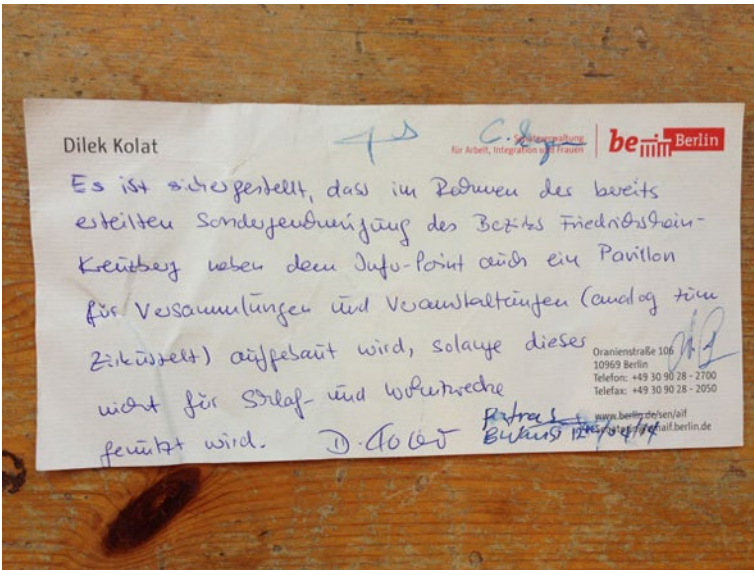 Dilek Kolat
Senatsverwaltung
für Arbeit, Integration und Frauen
be Berlin
Es ist sichergestellt, dass im Rahmen der bereits
erteilten Sondergenehmigung des Bezirks Friedrichshain-
Kreuzberg neben dem Info-Point auch ein Pavillon
für Versammlungen und Veranstaltungen (analog zum
Zirkuszelt) aufgebaut wird, solange dieser
nicht für Schlaf- und Wohnzwecke
genutzt wird. D. Kolat
Oranienstraße 106
10969 Berlin
Telefon: +49 30 90 28 - 2700
Telefax: +49 30 90 28 - 2050
www.berlin.de/sen/aif